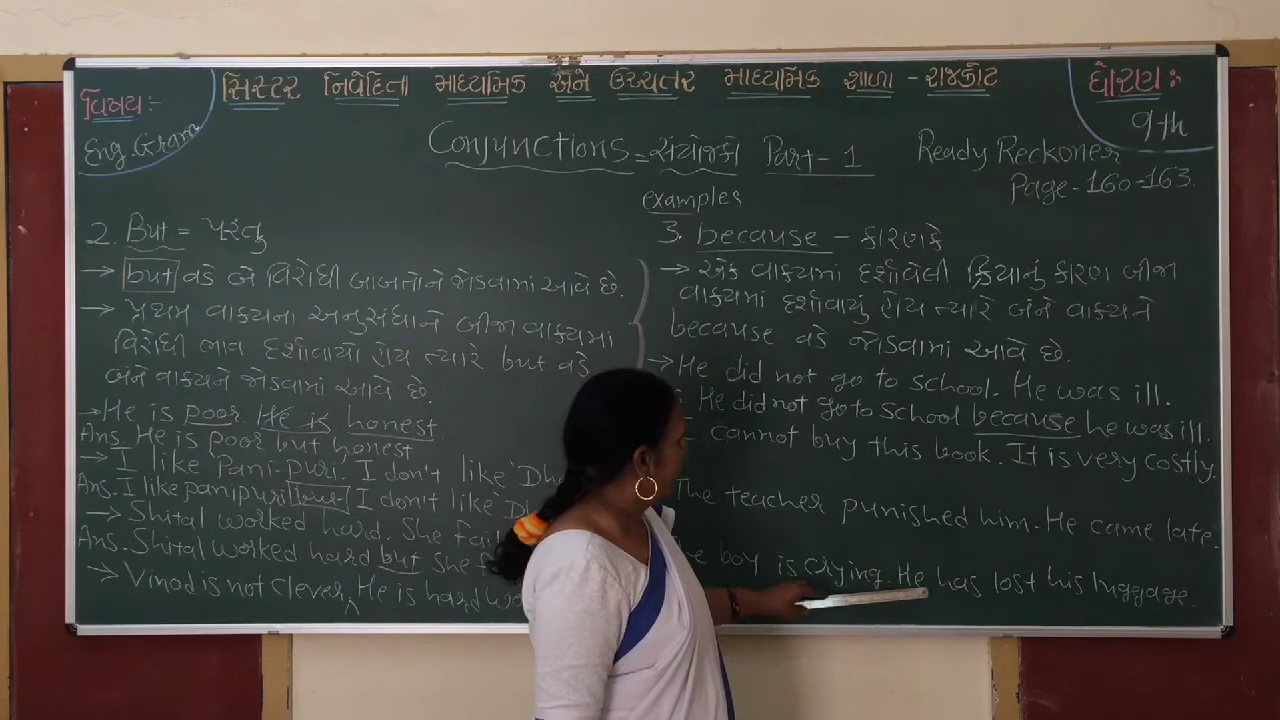 વિષય:-
Eng. Gram
સિસ્ટર નિવેદિતા માધ્યમિક અને ઉચ્ચતર માધ્યમિક શાળા - રાજકોટ
ધોરણ:
9th
Conjunctions = સંયોજકો Part - 1
Ready Reckoner
Page - 160-163.
examples
2. But = પરંતુ
→ but વડે બે વિરોધી બાબતોને જોડવામાં આવે છે.
→ પ્રથમ વાક્યના અનુસંધાને બીજા વાક્યમાં
વિરોધી ભાવ દર્શાવાયો હોય ત્યારે but વડે
બંને વાક્યને જોડવામાં આવે છે.
→ He is poor He is honest.
Ans He is poor but honest
→ I like Pani-puri. I don't like
Ans. I like panipuri but I don't like
→ Shital worked hard. She
Ans. Shital worked hard but She
→ Vinod is not clever, He is hard
3. because - કારણકે
→ એક વાક્યમાં દર્શાવેલી ક્રિયાનું કારણ બીજા
વાક્યમાં દર્શાવાયું હોય ત્યારે બંને વાક્યને
because વડે જોડવામાં આવે છે.
→ He did not go to school. He was ill.
He did not go to school because he was ill.
cannot buy this book. It is very costly.
The teacher punished him. He came late.
boy is crying. He has lost his luggage.